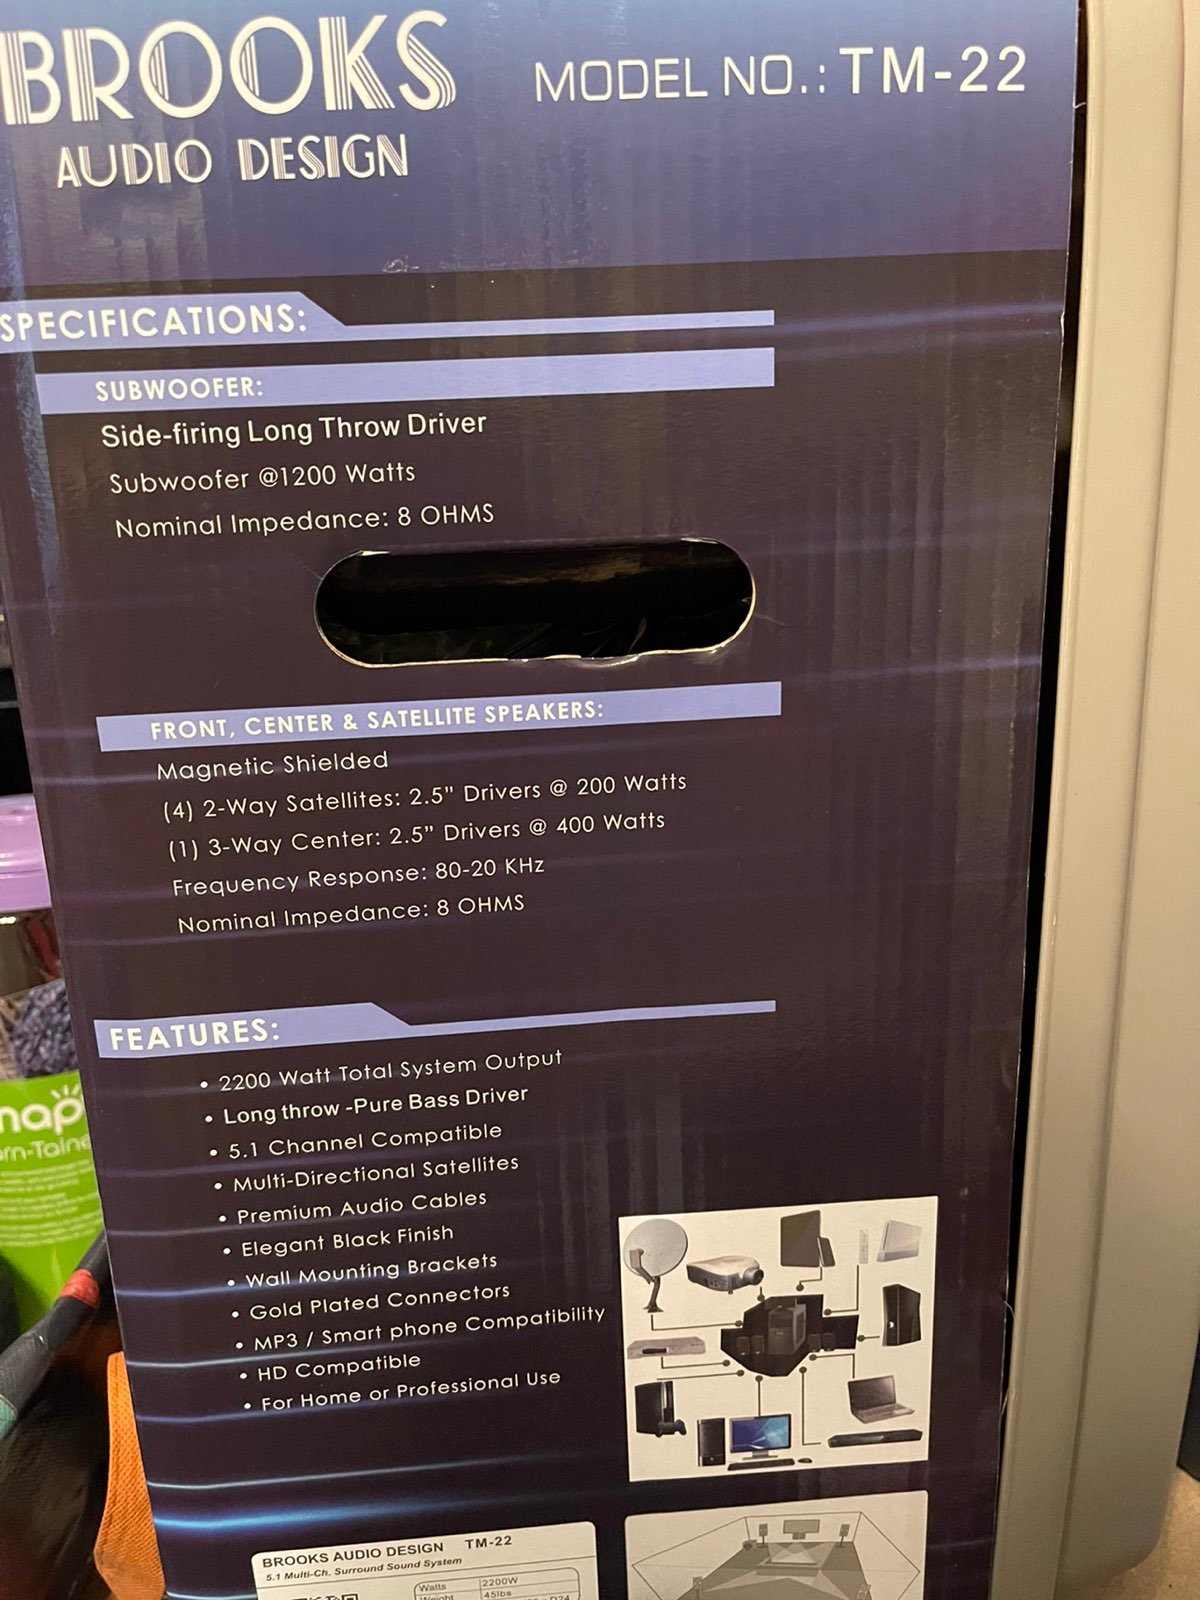 BROOKS
AUDIO DESIGN
MODEL NO.: TM-22
SPECIFICATIONS:
SUBWOOFER:
Side-firing Long Throw Driver
Subwoofer @1200 Watts
Nominal Impedance: 8 OHMS
FRONT, CENTER & SATELLITE SPEAKERS:
Magnetic Shielded
(4) 2-Way Satellites: 2.5" Drivers @ 200 Watts
(1) 3-Way Center: 2.5" Drivers @ 400 Watts
Frequency Response: 80-20 KHz
Nominal Impedance: 8 OHMS
FEATURES:
• 2200 Watt Total System Output
• Long throw -Pure Bass Driver
• 5.1 Channel Compatible
• Multi-Directional Satellites
• Premium Audio Cables
• Elegant Black Finish
• Wall Mounting Brackets
• Gold Plated Connectors
• MP3 / Smart phone Compatibility
• HD Compatible
• For Home or Professional Use
BROOKS AUDIO DESIGN TM-22
5.1 Multi-Ch. Surround Sound System
Watts 2200W
Weight 45lbs